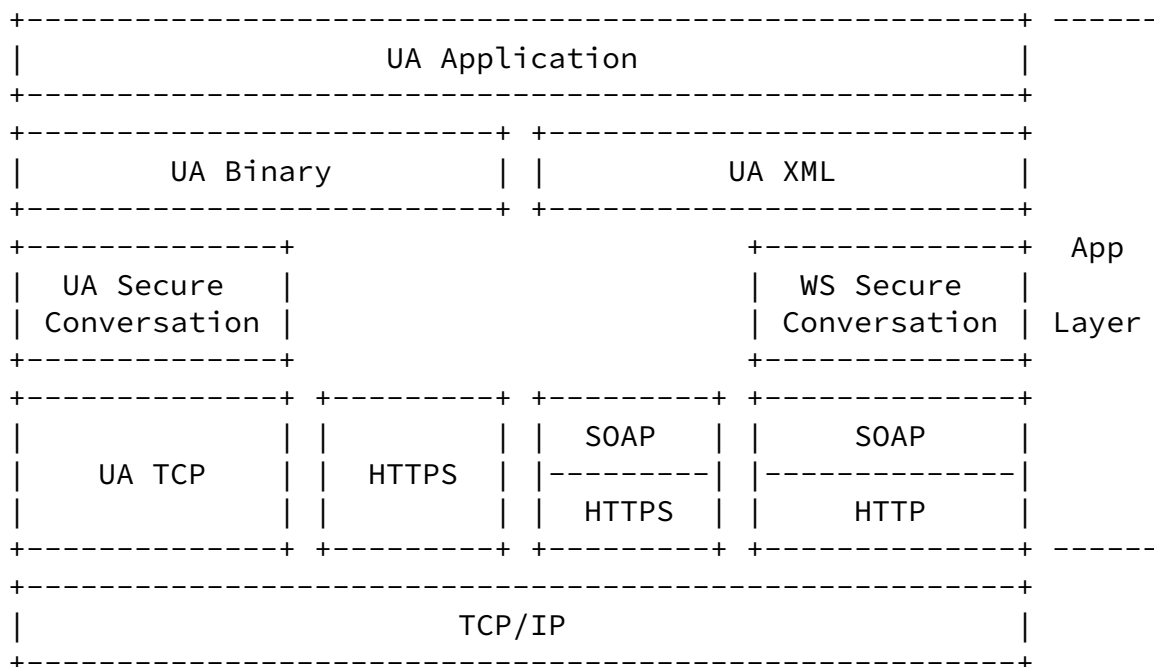 UA Application
UA Binary UA XML
App
UA Secure WS Secure
Conversation Conversation Layer
SOAP SOAP
UA TCP HTTPS
HTTPS HTTP
TCP/IP